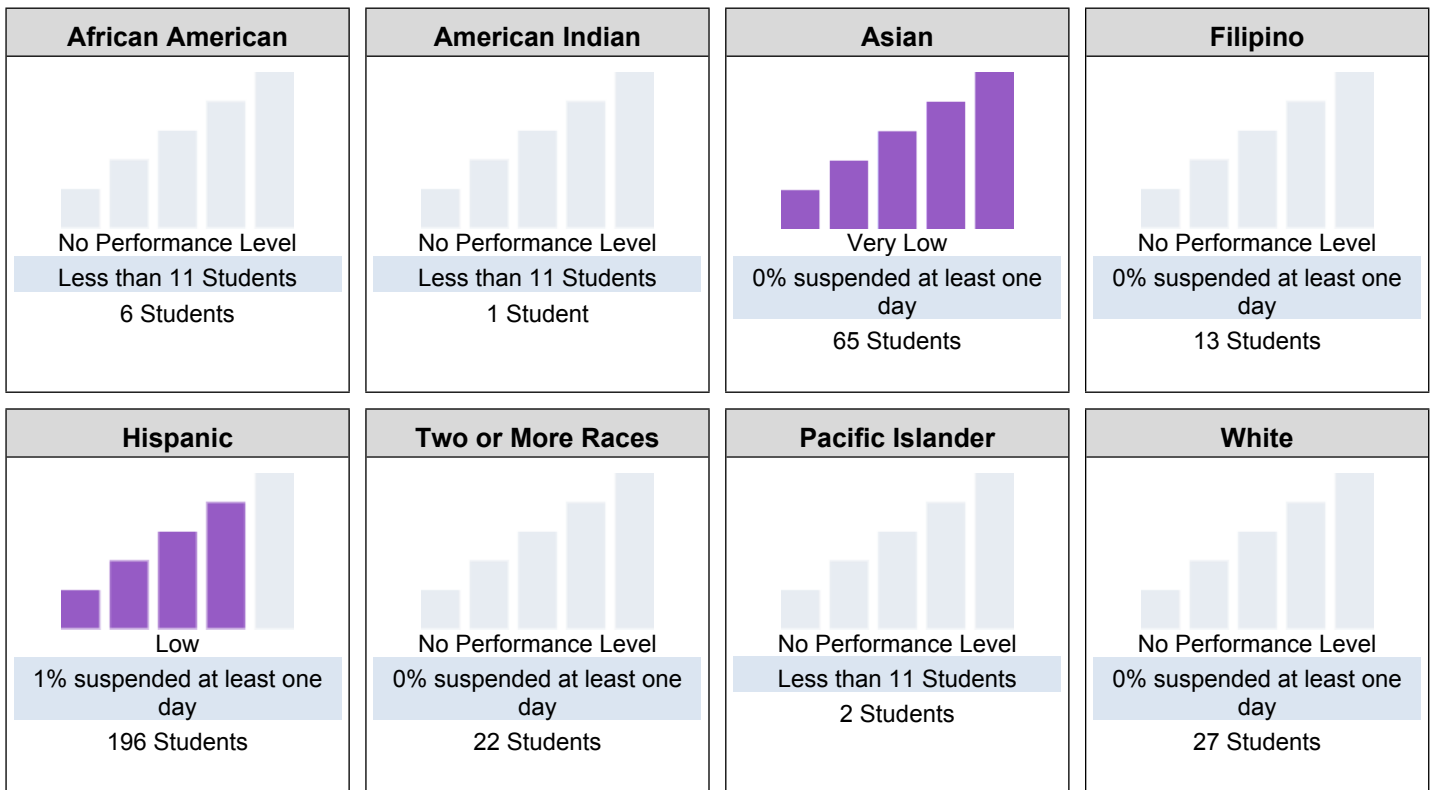 African American
No Performance Level
Less than 11 Students
6 Students
American Indian
No Performance Level
Less than 11 Students
1 Student
Asian
Very Low
0% suspended at least one
day
65 Students
Filipino
No Performance Level
0% suspended at least one
day
13 Students
Hispanic
Low
1% suspended at least one
day
196 Students
Two or More Races
No Performance Level
0% suspended at least one
day
22 Students
Pacific Islander
No Performance Level
Less than 11 Students
2 Students
White
No Performance Level
0% suspended at least one
day
27 Students